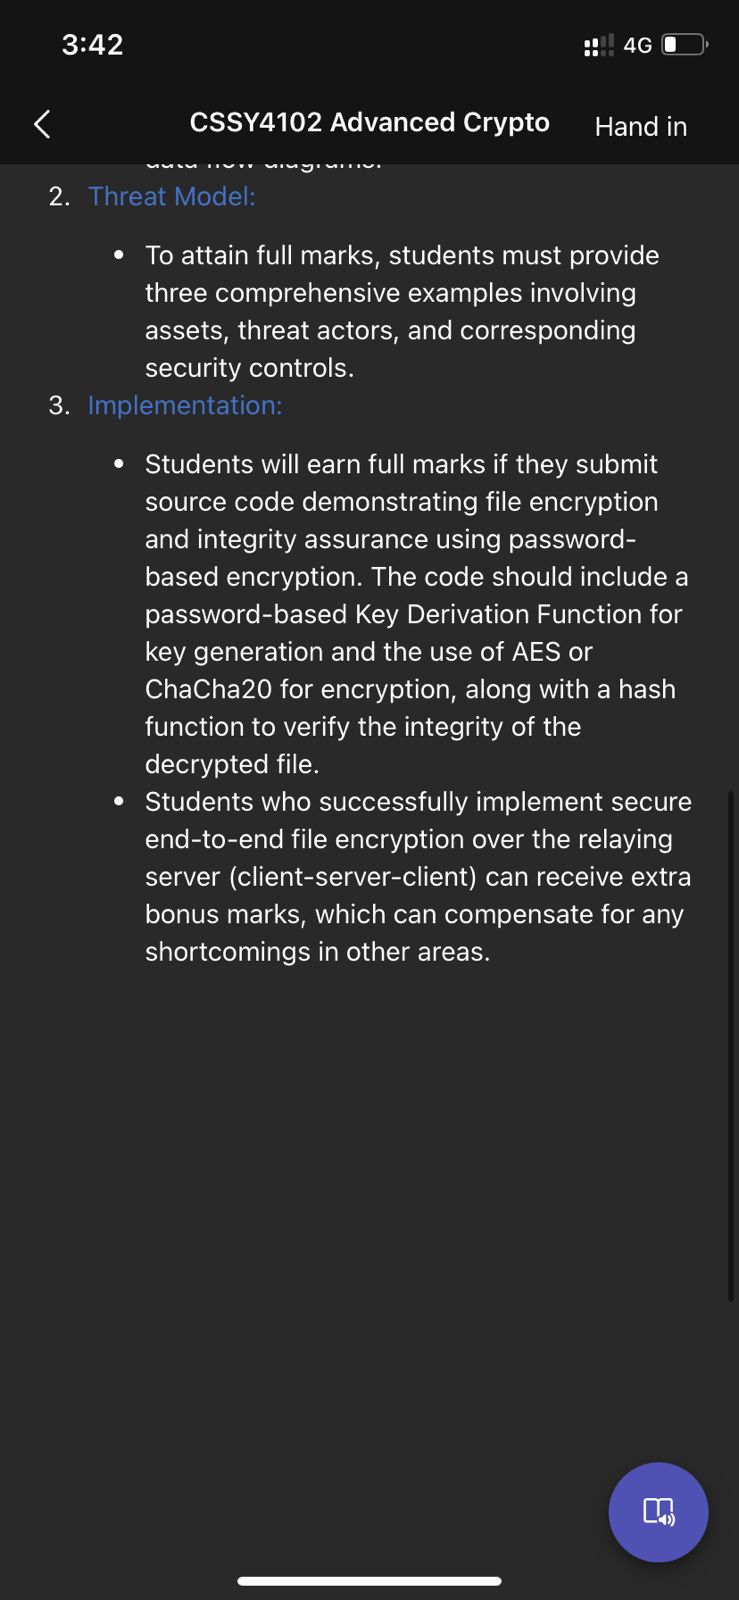 3:42
4G
CSSY4102 Advanced Crypto
Hand in
data flow diagrams.
2. Threat Model:
• To attain full marks, students must provide
three comprehensive examples involving
assets, threat actors, and corresponding
security controls.
3. Implementation:
• Students will earn full marks if they submit
source code demonstrating file encryption
and integrity assurance using password-
based encryption. The code should include a
password-based Key Derivation Function for
key generation and the use of AES or
ChaCha20 for encryption, along with a hash
function to verify the integrity of the
decrypted file.
• Students who successfully implement secure
end-to-end file encryption over the relaying
server (client-server-client) can receive extra
bonus marks, which can compensate for any
shortcomings in other areas.